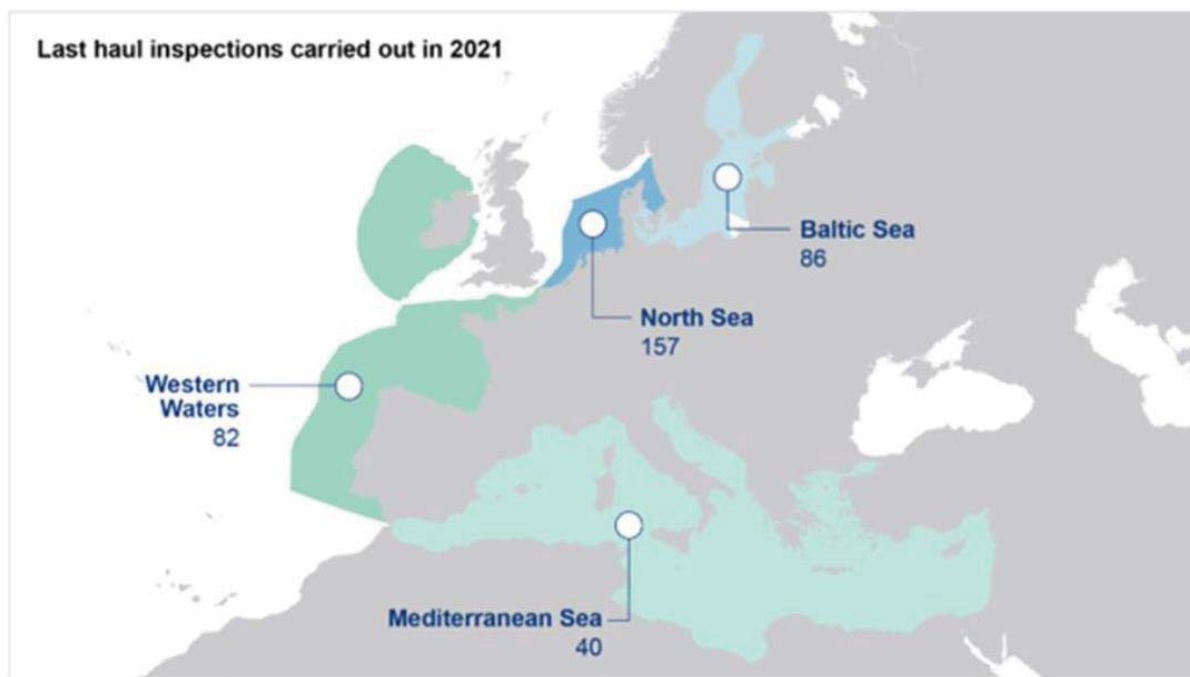 Last haul inspections carried out in 2021
Baltic Sea
86
North Sea
157
Western
Waters
82
Mediterranean Sea
40